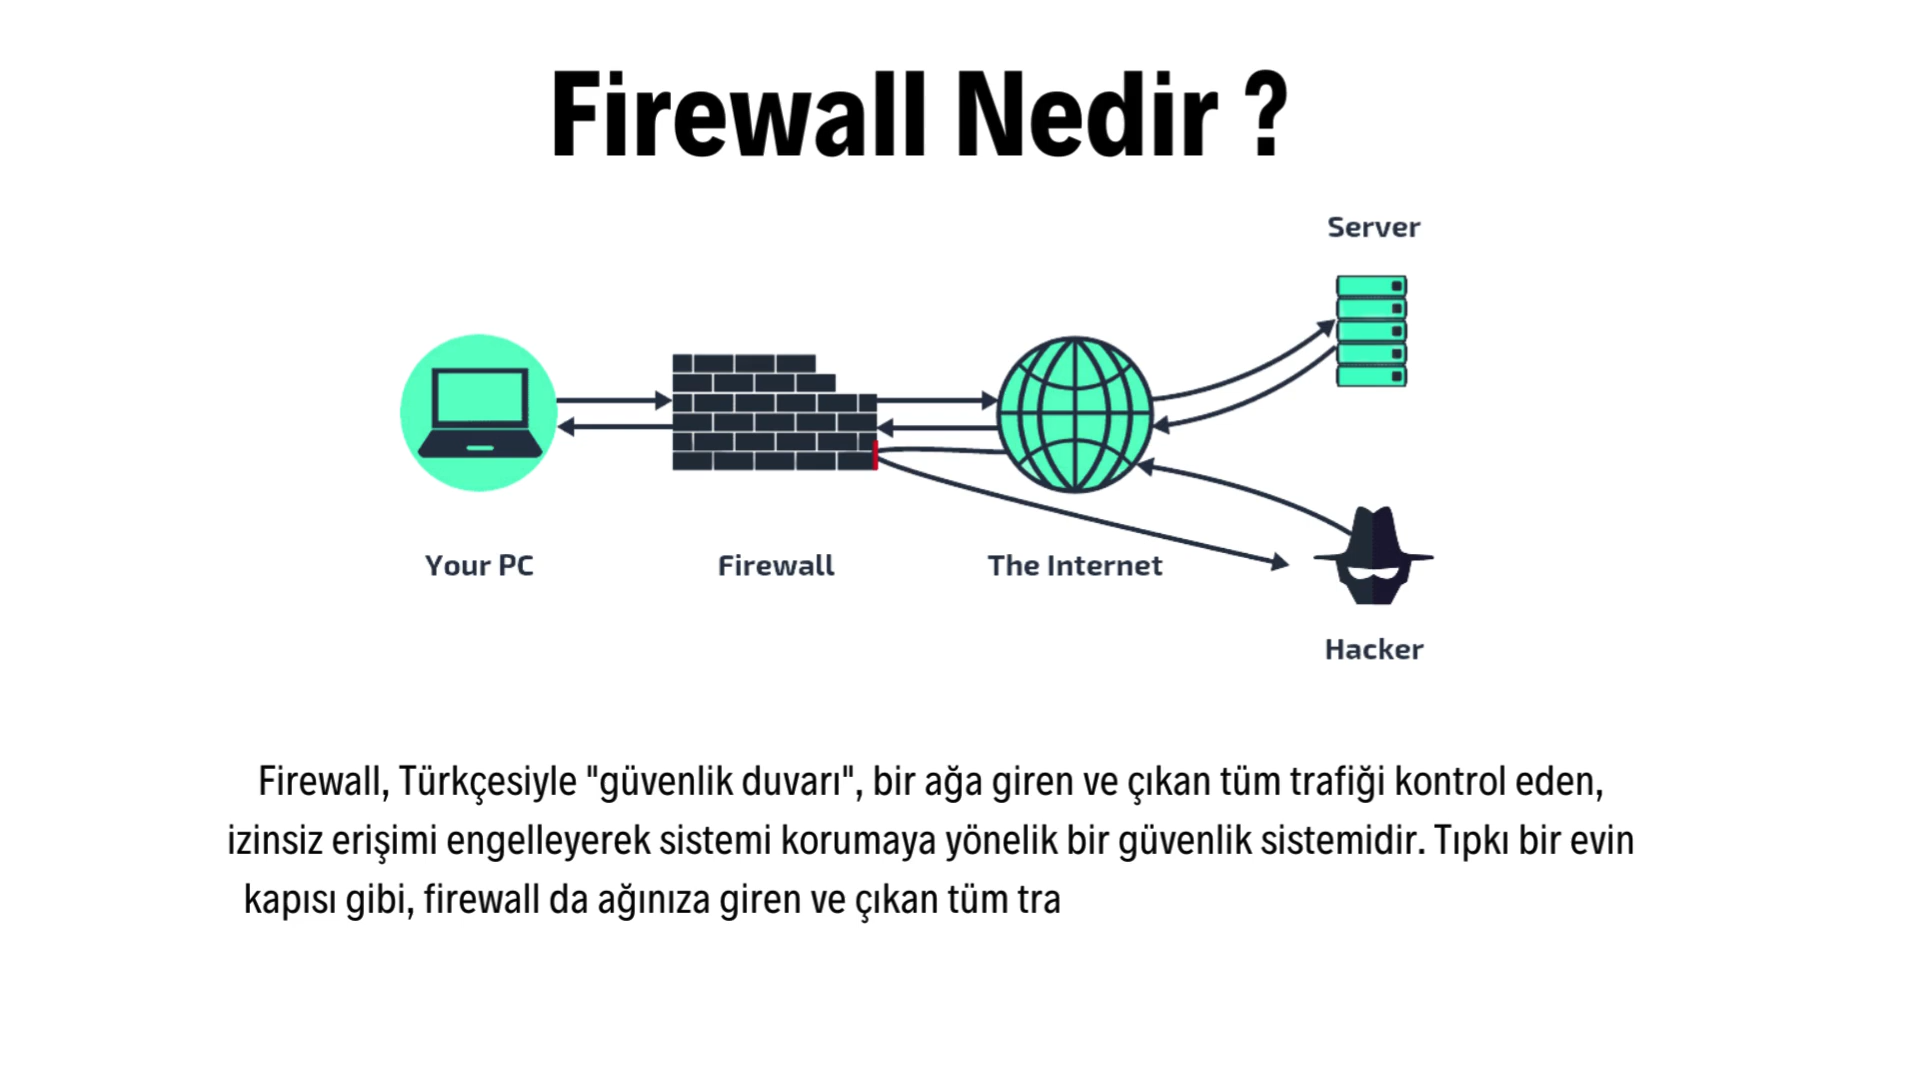 Firewall Nedir ?
Server
Your PC
Firewall
The Internet
Hacker
Firewall, Türkçesiyle "güvenlik duvarı", bir ağa giren ve çıkan tüm trafiği kontrol eden,
izinsiz erişimi engelleyerek sistemi korumaya yönelik bir güvenlik sistemidir. Tıpkı bir evin
kapısı gibi, firewall da ağınıza giren ve çıkan tüm tra